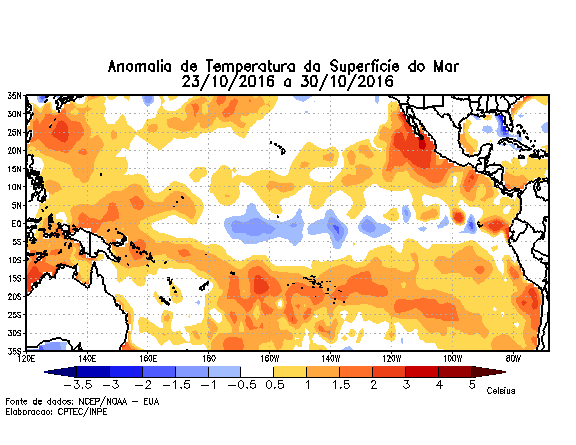 Anomalia de Temperatura da Superfície do Mar
23/10/2016 a 30/10/2016
35N
30N
25N
20N
15N
10N
5N
EQ
5S
10S
15S
20S
25S
30S
35S
120E 140E 160E 180 160W 140W 120W 100W 80W
−3.5 −3 −2 −1.5 −1 −0.5 0.5 1 1.5 2 3 4 5
Celsius
Fonte de dados: NCEP/NOAA − EUA
Elaboracao: CPTEC/INPE